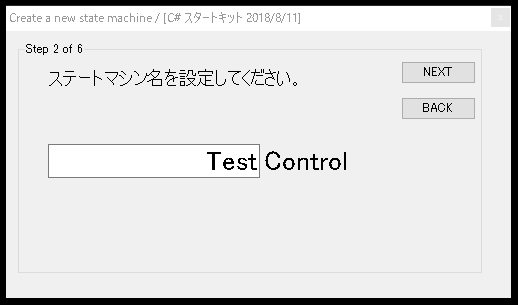 Create a new state machine / [C# スタートキット 2018/8/11]
Step 2 of 6
ステートマシン名を設定してください。
NEXT
BACK
Test Control